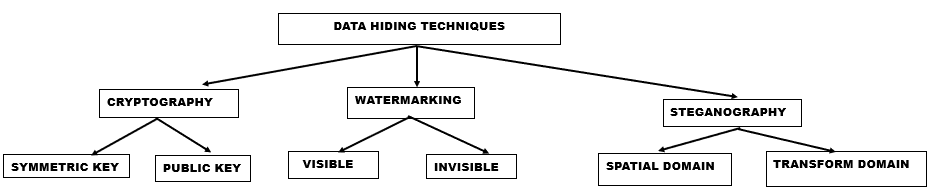 DATA HIDING TECHNIQUES
CRYPTOGRAPHY
WATERMARKING
STEGANOGRAPHY
SYMMETRIC KEY
PUBLIC KEY
VISIBLE
INVISIBLE
SPATIAL DOMAIN
TRANSFORM DOMAIN